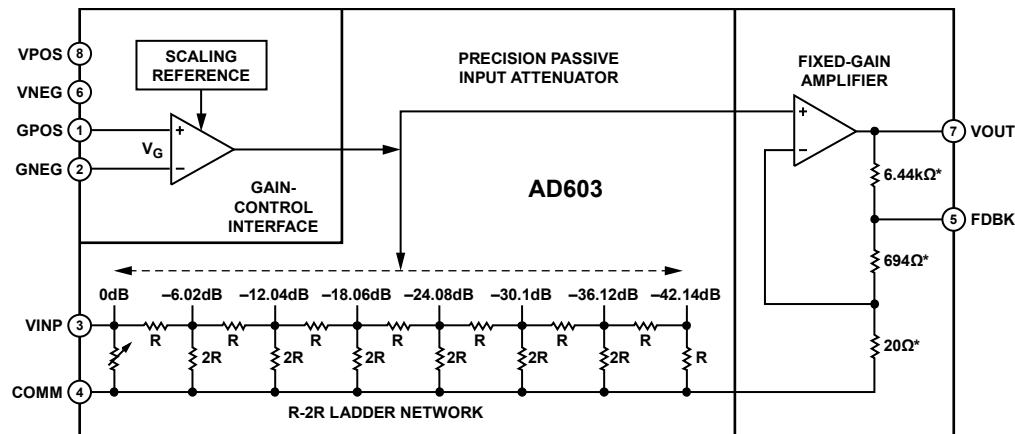 VPOS 8
VNEG 6
GPOS 1
GNEG 2
SCALING
REFERENCE
+
VG
–
GAIN-
CONTROL
INTERFACE
PRECISION PASSIVE
INPUT ATTENUATOR
AD603
FIXED-GAIN
AMPLIFIER
+
–
7 VOUT
6.44kΩ*
5 FDBK
694Ω*
20Ω*
0dB –6.02dB –12.04dB –18.06dB –24.08dB –30.1dB –36.12dB –42.14dB
VINP 3
R R R R R R R
2R 2R 2R 2R 2R 2R R
COMM 4
R-2R LADDER NETWORK